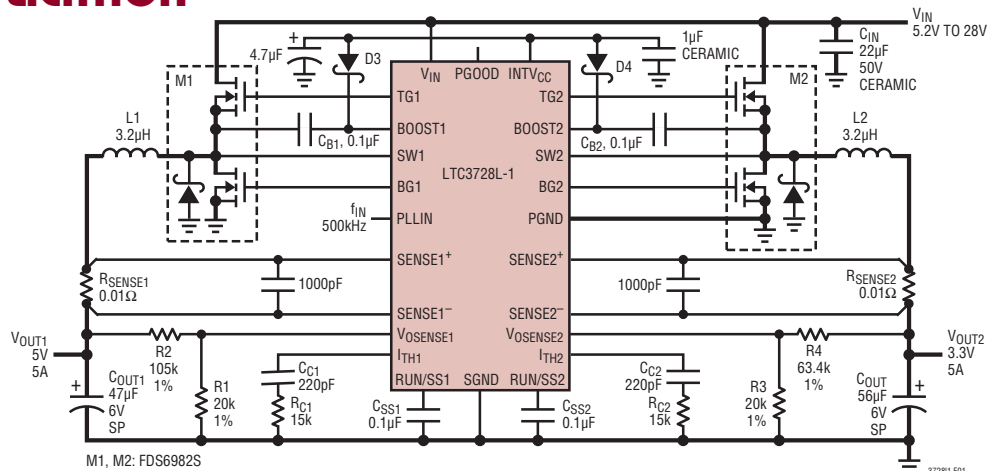 V_IN
5.2V TO 28V
C_IN
22µF
50V
CERAMIC
4.7µF
+
D3
1µF
CERAMIC
D4
M1
M2
V_IN PGOOD INTV_CC
TG1 TG2
L1
3.2µH
L2
3.2µH
BOOST1 BOOST2
C_B1, 0.1µF
C_B2, 0.1µF
SW1 SW2
LTC3728L-1
BG1 BG2
f_IN
500kHz
PLLIN PGND
SENSE1+ SENSE2+
R_SENSE1
0.01Ω
1000pF
1000pF
R_SENSE2
0.01Ω
SENSE1– SENSE2–
V_OSENSE1 V_OSENSE2
V_OUT1
5V
5A
R2
105k
1%
R4
63.4k
1%
V_OUT2
3.3V
5A
I_TH1 I_TH2
+
C_OUT1
47µF
6V
SP
R1
20k
1%
C_C1
220pF
R_C1
15k
RUN/SS1 SGND RUN/SS2
C_SS1
0.1µF
C_SS2
0.1µF
C_C2
220pF
R_C2
15k
R3
20k
1%
C_OUT
56µF
6V
SP
+
M1, M2: FDS6982S
3728l1 F01